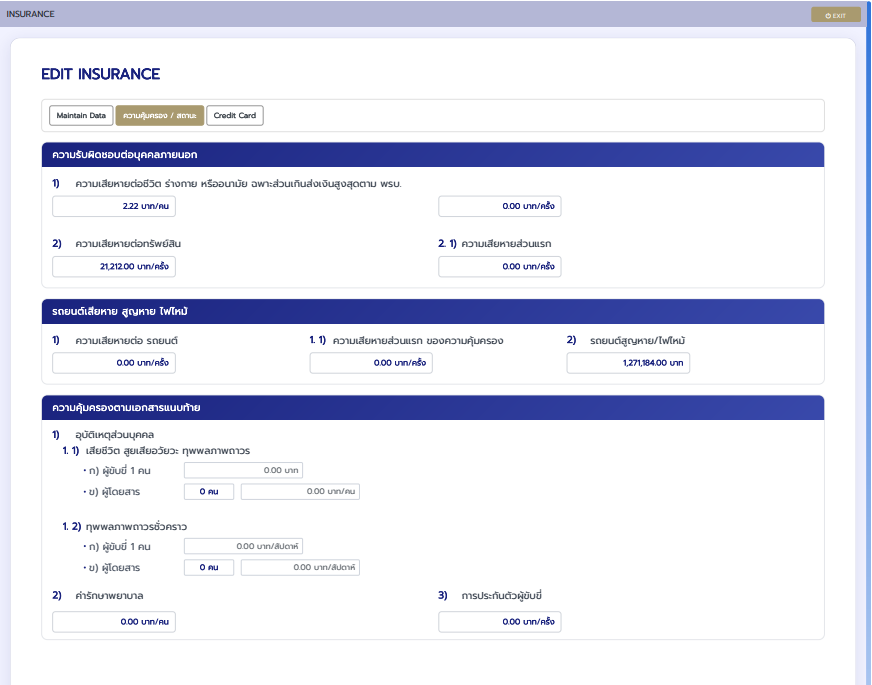 INSURANCE
EXIT
EDIT INSURANCE
Maintain Data ความคุ้มครอง / สถานะ Credit Card
ความรับผิดชอบต่อบุคคลภายนอก
1) ความเสียหายต่อชีวิต ร่างกาย หรืออนามัย ฉพาะส่วนเกินส่งเงินสูงสุดตาม พรบ.
2.22 บาท/คน 0.00 บาท/ครั้ง
2) ความเสียหายต่อทรัพย์สิน 2. 1) ความเสียหายส่วนแรก
21,212.00 บาท/ครั้ง 0.00 บาท/ครั้ง
รถยนต์เสียหาย สูญหาย ไฟไหม้
1) ความเสียหายต่อ รถยนต์ 1. 1) ความเสียหายส่วนแรก ของความคุ้มครอง 2) รถยนต์สูญหาย/ไฟไหม้
0.00 บาท/ครั้ง 0.00 บาท/ครั้ง 1,271,184.00 บาท
ความคุ้มครองตามเอกสารแนบท้าย
1) อุบัติเหตุส่วนบุคคล
1. 1) เสียชีวิต สูยเสียอวัยวะ ทุพพลภาพถาวร
• ก) ผู้ขับขี่ 1 คน 0.00 บาท
• ข) ผู้โดยสาร 0 คน 0.00 บาท/คน
1. 2) ทุพพลภาพถาวรชั่วคราว
• ก) ผู้ขับขี่ 1 คน 0.00 บาท/สัปดาห์
• ข) ผู้โดยสาร 0 คน 0.00 บาท/สัปดาห์
2) ค่ารักษาพยาบาล 3) การประกันตัวผู้ขับขี่
0.00 บาท/คน 0.00 บาท/ครั้ง